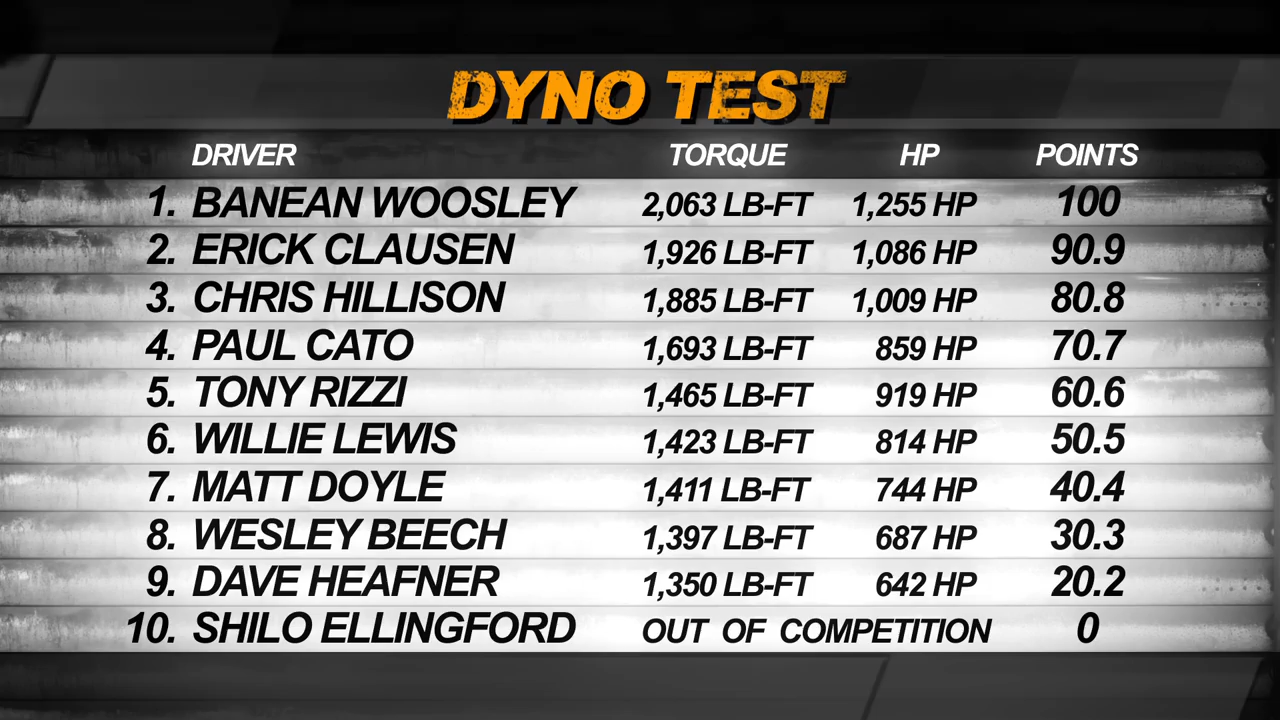 DYNO TEST
DRIVER TORQUE HP POINTS
1. BANEAN WOOSLEY 2,063 LB-FT 1,255 HP 100
2. ERICK CLAUSEN 1,926 LB-FT 1,086 HP 90.9
3. CHRIS HILLISON 1,885 LB-FT 1,009 HP 80.8
4. PAUL CATO 1,693 LB-FT 859 HP 70.7
5. TONY RIZZI 1,465 LB-FT 919 HP 60.6
6. WILLIE LEWIS 1,423 LB-FT 814 HP 50.5
7. MATT DOYLE 1,411 LB-FT 744 HP 40.4
8. WESLEY BEECH 1,397 LB-FT 687 HP 30.3
9. DAVE HEAFNER 1,350 LB-FT 642 HP 20.2
10. SHILO ELLINGFORD OUT OF COMPETITION 0